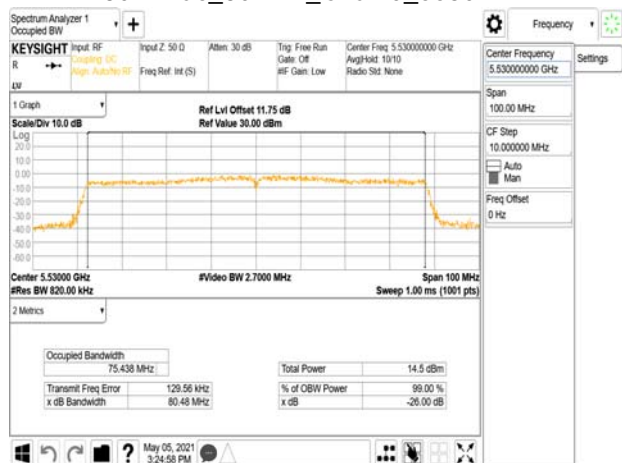 Spectrum Analyzer 1
Occupied BW
Frequency
KEYSIGHT
R
Input: RF
Coupling: DC
Align: Auto/No RF
Input Z: 50 Ω
Freq Ref: Int (S)
Atten: 30 dB
Trig: Free Run
Gate: Off
#IF Gain: Low
Center Freq: 5.530000000 GHz
Avg|Hold: 10/10
Radio Std: None
Center Frequency
5.530000000 GHz
Settings
Span
100.00 MHz
CF Step
10.000000 MHz
Auto
Man
Freq Offset
0 Hz
1 Graph
Scale/Div 10.0 dB
Ref Lvl Offset 11.75 dB
Ref Value 30.00 dBm
Log
20.0
10.0
0.00
-10.0
-20.0
-30.0
-40.0
-50.0
-60.0
Center 5.53000 GHz
#Res BW 820.00 kHz
#Video BW 2.7000 MHz
Span 100 MHz
Sweep 1.00 ms (1001 pts)
2 Metrics
Occupied Bandwidth
75.438 MHz
Total Power 14.5 dBm
Transmit Freq Error 129.56 kHz
% of OBW Power 99.00 %
x dB Bandwidth 80.48 MHz
x dB -26.00 dB
May 05, 2021
3:24:58 PM